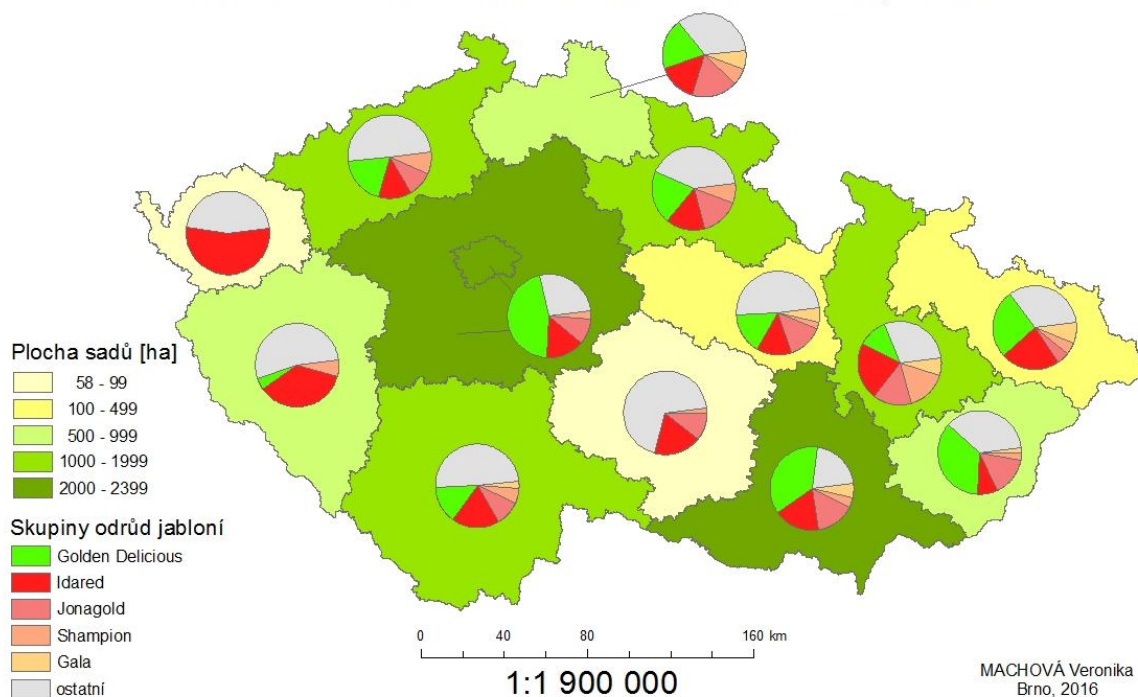 Plocha sadů [ha]
58 - 99
100 - 499
500 - 999
1000 - 1999
2000 - 2399
Skupiny odrůd jabloní
Golden Delicious
Idared
Jonagold
Shampion
Gala
ostatní
0 40 80 160 km
1:1 900 000
MACHOVÁ Veronika
Brno, 2016